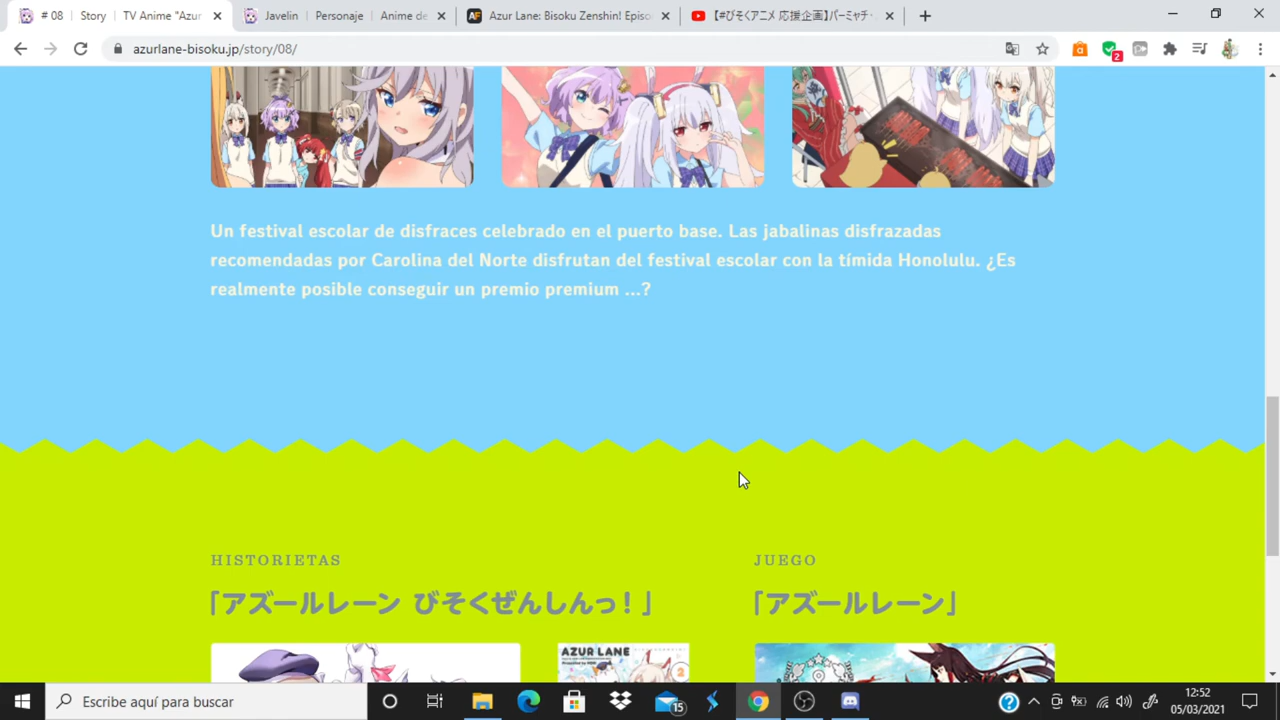 # 08 | Story | TV Anime "Azur
Javelin | Personaje | Anime de
Azur Lane: Bisoku Zenshin! Episo
【#びそくアニメ 応援企画】バーミヤチ・
azurlane-bisoku.jp/story/08/
2
Un festival escolar de disfraces celebrado en el puerto base. Las jabalinas disfrazadas
recomendadas por Carolina del Norte disfrutan del festival escolar con la tímida Honolulu. ¿Es
realmente posible conseguir un premio premium ...?
HISTORIETAS
「アズールレーン びそくぜんしんっ！」
JUEGO
「アズールレーン」
AZUR LANE
2
Escribe aquí para buscar
15
12:52
05/03/2021